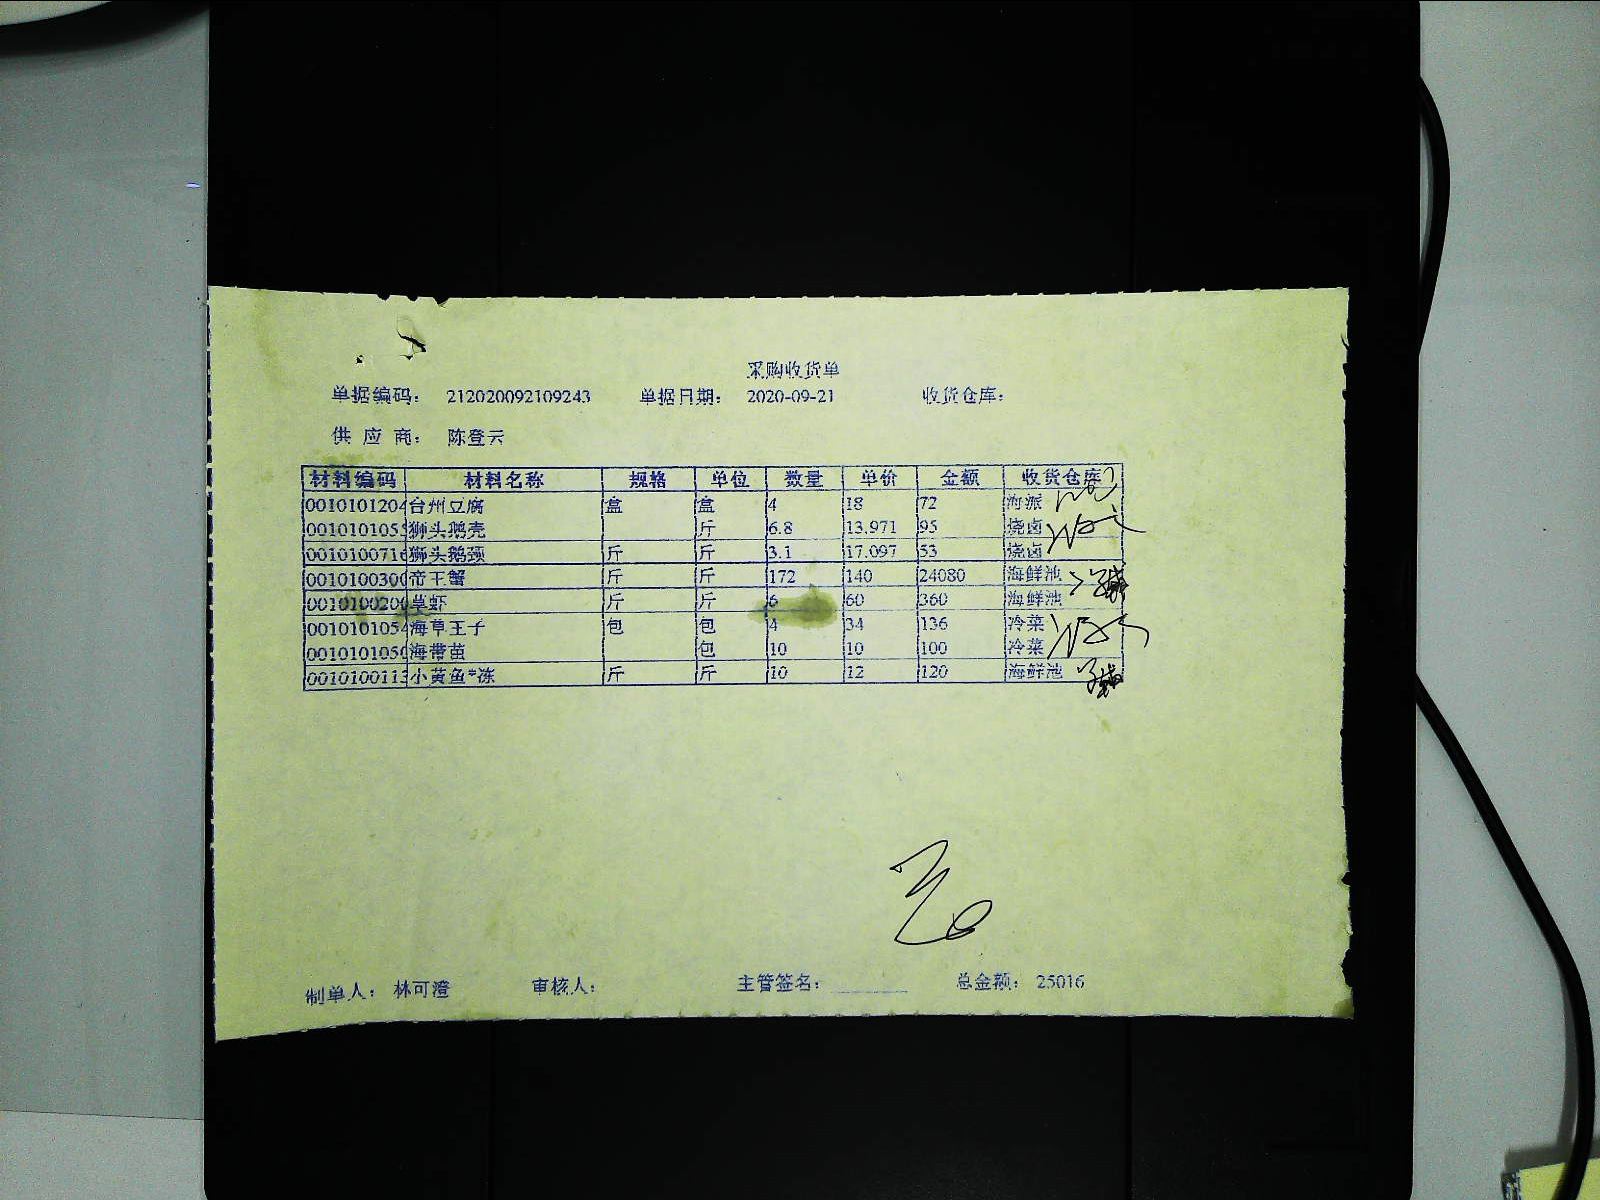 采购收货单
单据编码： 212020092109243 单据日期： 2020-09-21 收货仓库：
供 应 商： 陈登云
材料编码 材料名称 规格 单位 数量 单价 金额 收货仓库
0010101204 台州豆腐 盒 盒 4 18 72 海派
001010105 狮头鹅壳 斤 6.8 13.971 95 烧卤
001010071 狮头鹅颈 斤 斤 3.1 17.097 53 烧卤
001010030 帝王蟹 斤 斤 172 140 24080 海鲜池
001010020 草虾 斤 斤 6 60 360 海鲜池
001010105 海草王子 包 包 4 34 136 冷菜
001010105 海带苗 包 10 10 100 冷菜
001010011 小黄鱼*冻 斤 斤 10 12 120 海鲜池
制单人： 林可澄 审核人： 主管签名： 总金额： 25016